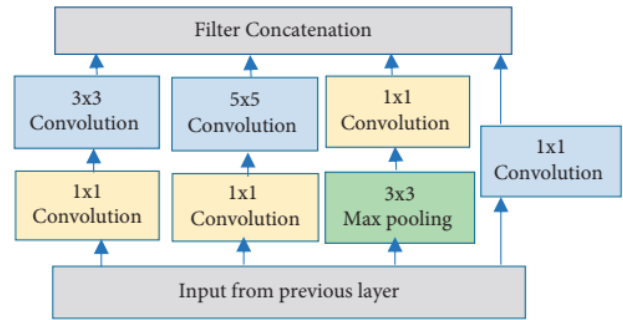 Filter Concatenation
3x3
Convolution
5x5
Convolution
1x1
Convolution
1x1
Convolution
1x1
Convolution
1x1
Convolution
3x3
Max pooling
Input from previous layer